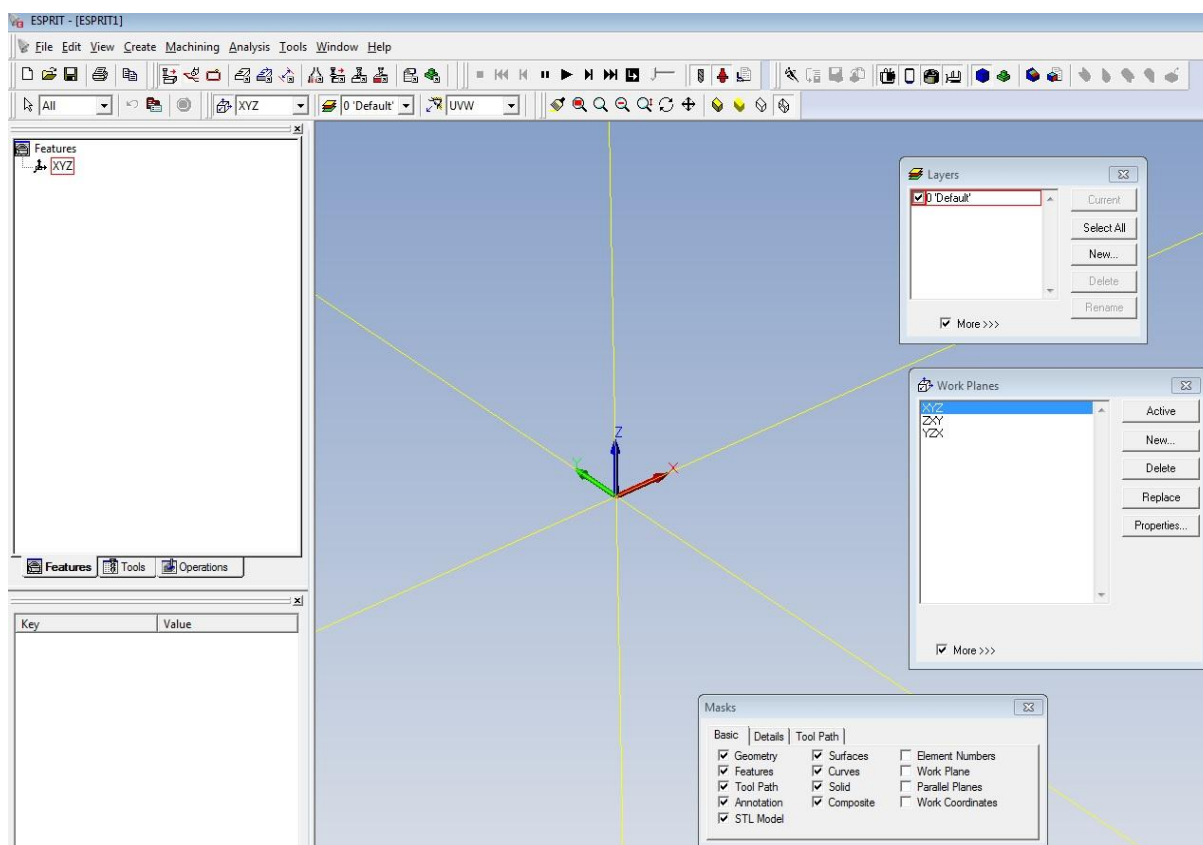 ESPRIT - [ESPRIT1]
File Edit View Create Machining Analysis Tools Window Help
All XYZ 0 'Default' UVW
Features
XYZ
Features Tools Operations
Key Value
Z
Y
X
Layers
0 'Default'
Current
Select All
New...
Delete
Rename
More >>>
Work Planes
XYZ
ZXY
YZX
Active
New...
Delete
Replace
Properties...
More >>>
Masks
Basic Details Tool Path
Geometry Surfaces Element Numbers
Features Curves Work Plane
Tool Path Solid Parallel Planes
Annotation Composite Work Coordinates
STL Model